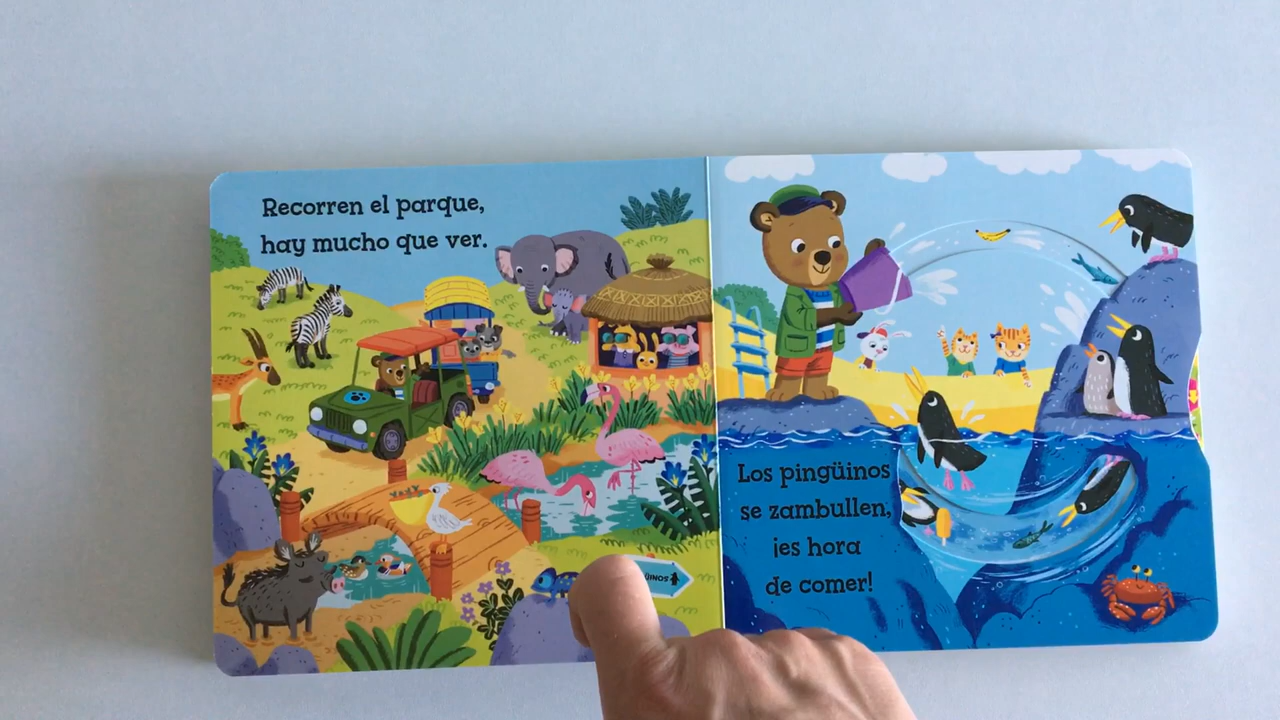 Recorren el parque,
hay mucho que ver.
Los pingüinos
se zambullen,
¡es hora
de comer!